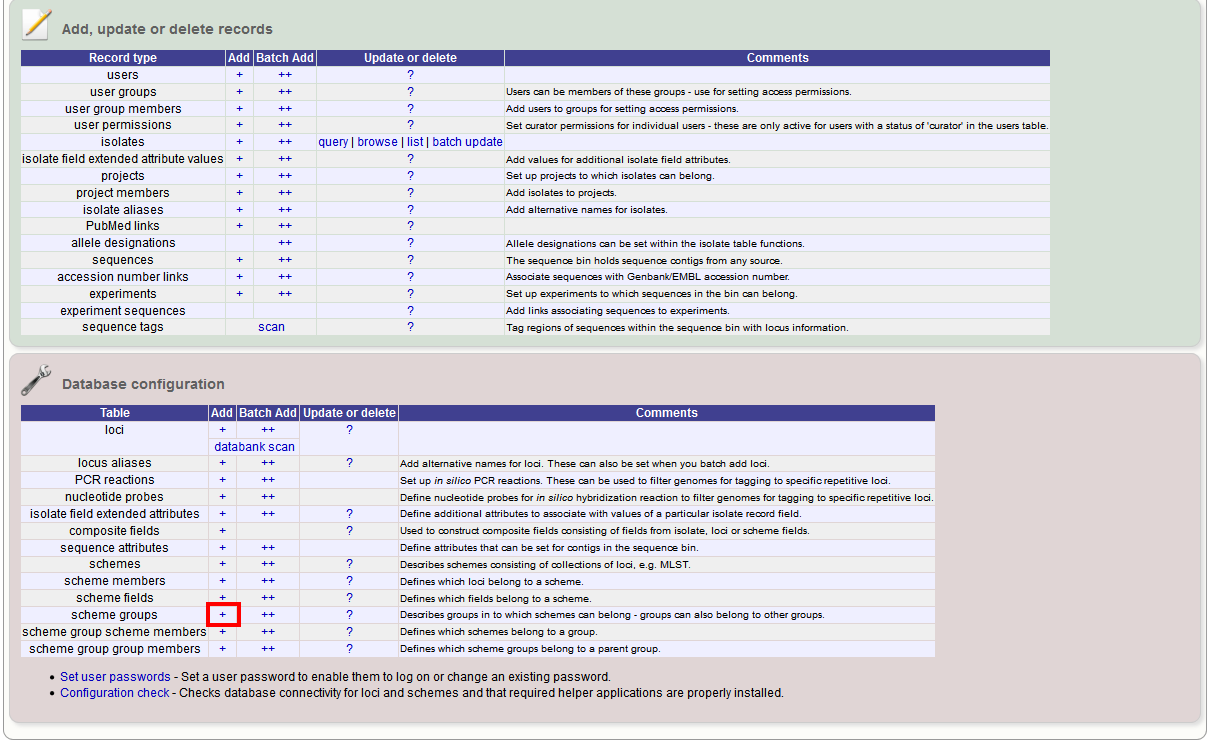 Add, update or delete records
Record type Add Batch Add Update or delete Comments
users + ++ ?
user groups + ++ ? Users can be members of these groups - use for setting access permissions.
user group members + ++ ? Add users to groups for setting access permissions.
user permissions + ++ ? Set curator permissions for individual users - these are only active for users with a status of 'curator' in the users table.
isolates + ++ query | browse | list | batch update
isolate field extended attribute values + ++ ? Add values for additional isolate field attributes.
projects + ++ ? Set up projects to which isolates can belong.
project members + ++ ? Add isolates to projects.
isolate aliases + ++ ? Add alternative names for isolates.
PubMed links + ++ ?
allele designations ++ ? Allele designations can be set within the isolate table functions.
sequences + ++ ? The sequence bin holds sequence contigs from any source.
accession number links + ++ ? Associate sequences with Genbank/EMBL accession number.
experiments + ++ ? Set up experiments to which sequences in the bin can belong.
experiment sequences ? Add links associating sequences to experiments.
sequence tags scan ? Tag regions of sequences within the sequence bin with locus information.
Database configuration
Table Add Batch Add Update or delete Comments
loci + ++ ?
databank scan
locus aliases + ++ ? Add alternative names for loci. These can also be set when you batch add loci.
PCR reactions + ++ Set up in silico PCR reactions. These can be used to filter genomes for tagging to specific repetitive loci.
nucleotide probes + ++ Define nucleotide probes for in silico hybridization reaction to filter genomes for tagging to specific repetitive loci.
isolate field extended attributes + ++ ? Define additional attributes to associate with values of a particular isolate record field.
composite fields + ? Used to construct composite fields consisting of fields from isolate, loci or scheme fields.
sequence attributes + ++ Define attributes that can be set for contigs in the sequence bin.
schemes + ++ ? Describes schemes consisting of collections of loci, e.g. MLST.
scheme members + ++ ? Defines which loci belong to a scheme.
scheme fields + ++ ? Defines which fields belong to a scheme.
scheme groups + ++ ? Describes groups in to which schemes can belong - groups can also belong to other groups.
scheme group scheme members + ++ ? Defines which schemes belong to a group.
scheme group group members + ++ ? Defines which scheme groups belong to a parent group.
• Set user passwords - Set a user password to enable them to log on or change an existing password.
• Configuration check - Checks database connectivity for loci and schemes and that required helper applications are properly installed.